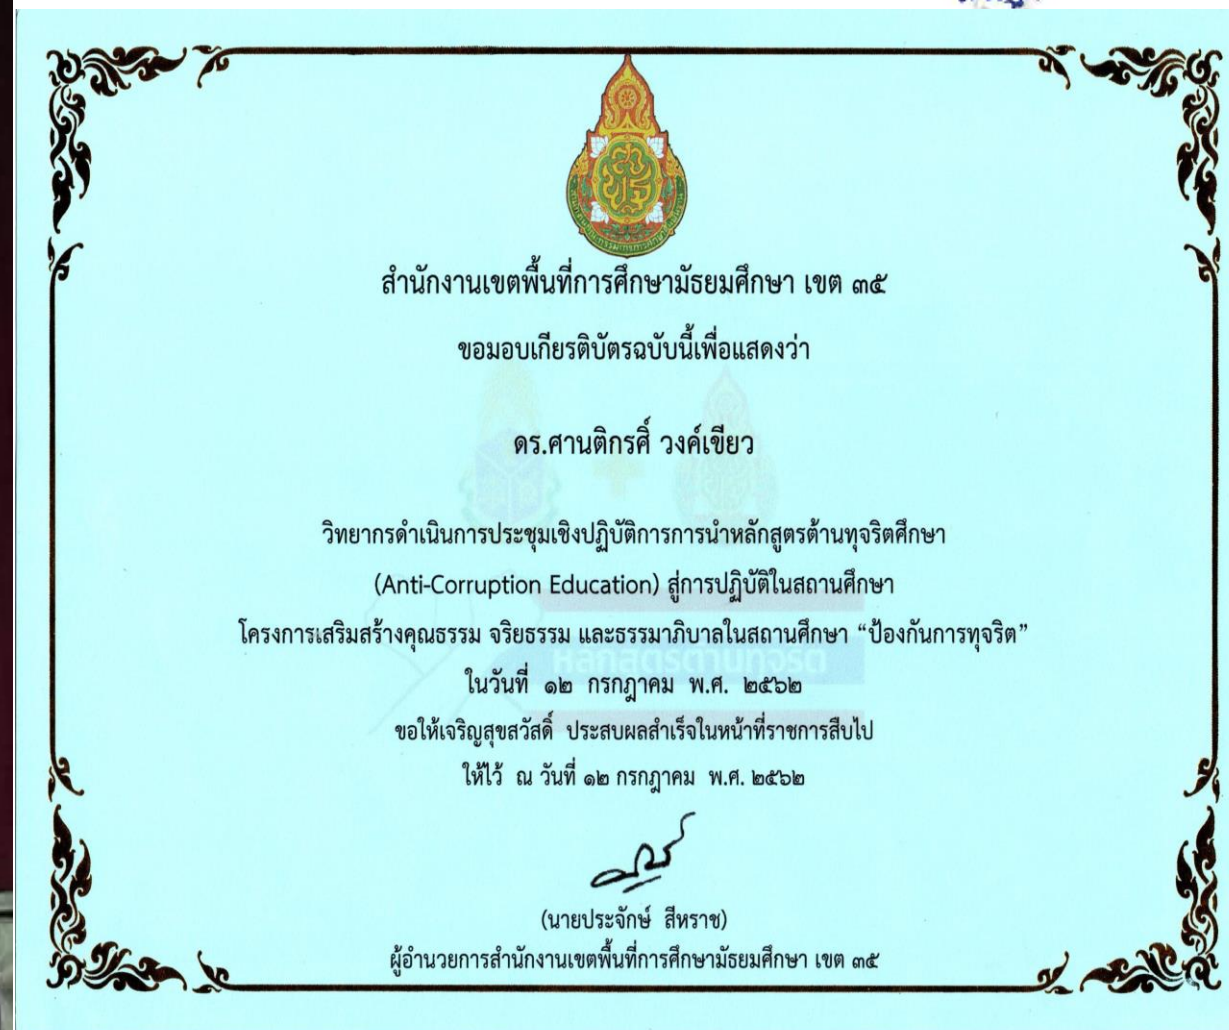 สำนักงานเขตพื้นที่การศึกษามัธยมศึกษา เขต ๓๕
ขอมอบเกียรติบัตรฉบับนี้เพื่อแสดงว่า
ดร.ศานติกรศิ์ วงค์เขียว
วิทยากรดำเนินการประชุมเชิงปฏิบัติการการนำหลักสูตรต้านทุจริตศึกษา
(Anti-Corruption Education) สู่การปฏิบัติในสถานศึกษา
โครงการเสริมสร้างคุณธรรม จริยธรรม และธรรมาภิบาลในสถานศึกษา “ป้องกันการทุจริต”
หลักสูตรต้านทุจริต
ในวันที่ ๑๒ กรกฎาคม พ.ศ. ๒๕๖๒
ขอให้เจริญสุขสวัสดิ์ ประสบผลสำเร็จในหน้าที่ราชการสืบไป
ให้ไว้ ณ วันที่ ๑๒ กรกฎาคม พ.ศ. ๒๕๖๒
(นายประจักษ์ สีหราช)
ผู้อำนวยการสำนักงานเขตพื้นที่การศึกษามัธยมศึกษา เขต ๓๕